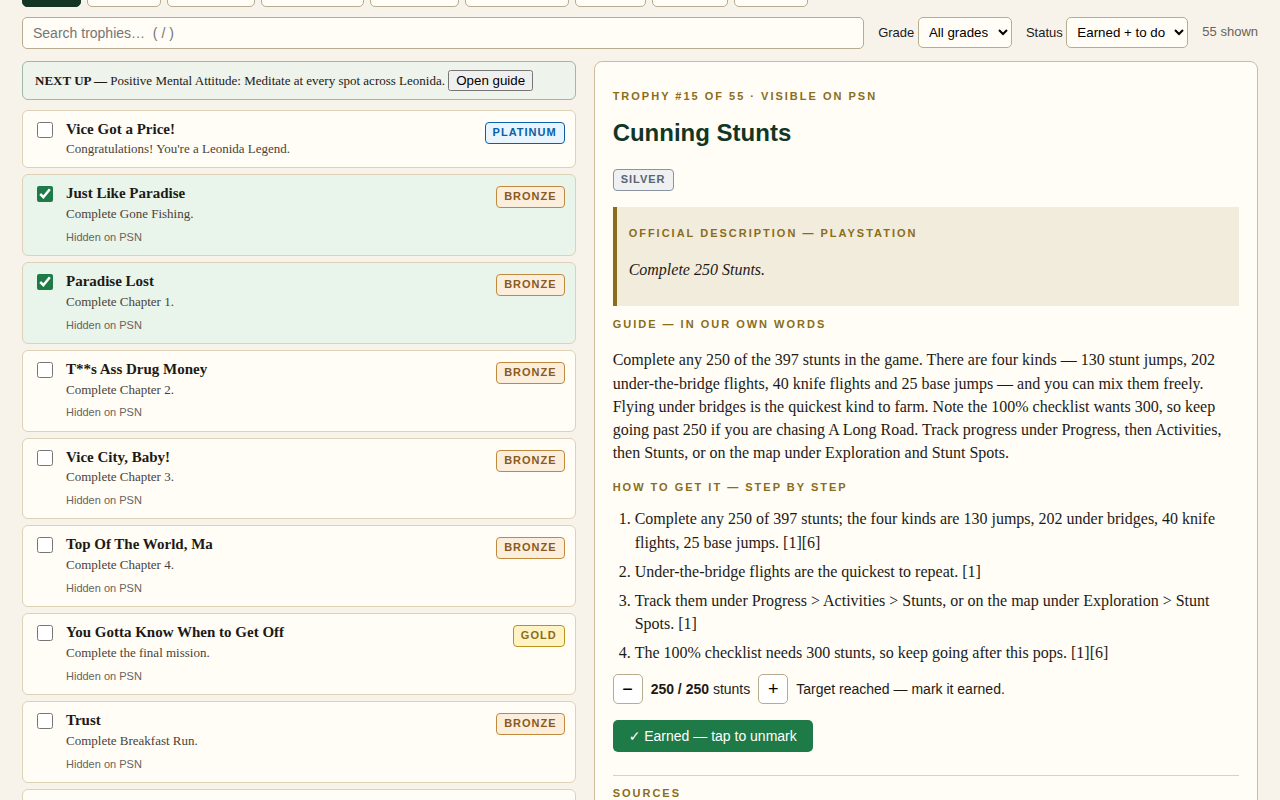 Search trophies…  ( / )
Grade All grades Status Earned + to do 55 shown
NEXT UP — Positive Mental Attitude: Meditate at every spot across Leonida. Open guide
Vice Got a Price!
PLATINUM
Congratulations! You're a Leonida Legend.
Just Like Paradise
BRONZE
Complete Gone Fishing.
Hidden on PSN
Paradise Lost
BRONZE
Complete Chapter 1.
Hidden on PSN
T**s Ass Drug Money
BRONZE
Complete Chapter 2.
Hidden on PSN
Vice City, Baby!
BRONZE
Complete Chapter 3.
Hidden on PSN
Top Of The World, Ma
BRONZE
Complete Chapter 4.
Hidden on PSN
You Gotta Know When to Get Off
GOLD
Complete the final mission.
Hidden on PSN
Trust
BRONZE
Complete Breakfast Run.
Hidden on PSN
TROPHY #15 OF 55 · VISIBLE ON PSN
Cunning Stunts
SILVER
OFFICIAL DESCRIPTION — PLAYSTATION
Complete 250 Stunts.
GUIDE — IN OUR OWN WORDS
Complete any 250 of the 397 stunts in the game. There are four kinds — 130 stunt jumps, 202
under-the-bridge flights, 40 knife flights and 25 base jumps — and you can mix them freely.
Flying under bridges is the quickest kind to farm. Note the 100% checklist wants 300, so keep
going past 250 if you are chasing A Long Road. Track progress under Progress, then Activities,
then Stunts, or on the map under Exploration and Stunt Spots.
HOW TO GET IT — STEP BY STEP
1. Complete any 250 of 397 stunts; the four kinds are 130 jumps, 202 under bridges, 40 knife
flights, 25 base jumps. [1][6]
2. Under-the-bridge flights are the quickest to repeat. [1]
3. Track them under Progress > Activities > Stunts, or on the map under Exploration > Stunt
Spots. [1]
4. The 100% checklist needs 300 stunts, so keep going after this pops. [1][6]
− 250 / 250 stunts + Target reached — mark it earned.
✓ Earned — tap to unmark
SOURCES